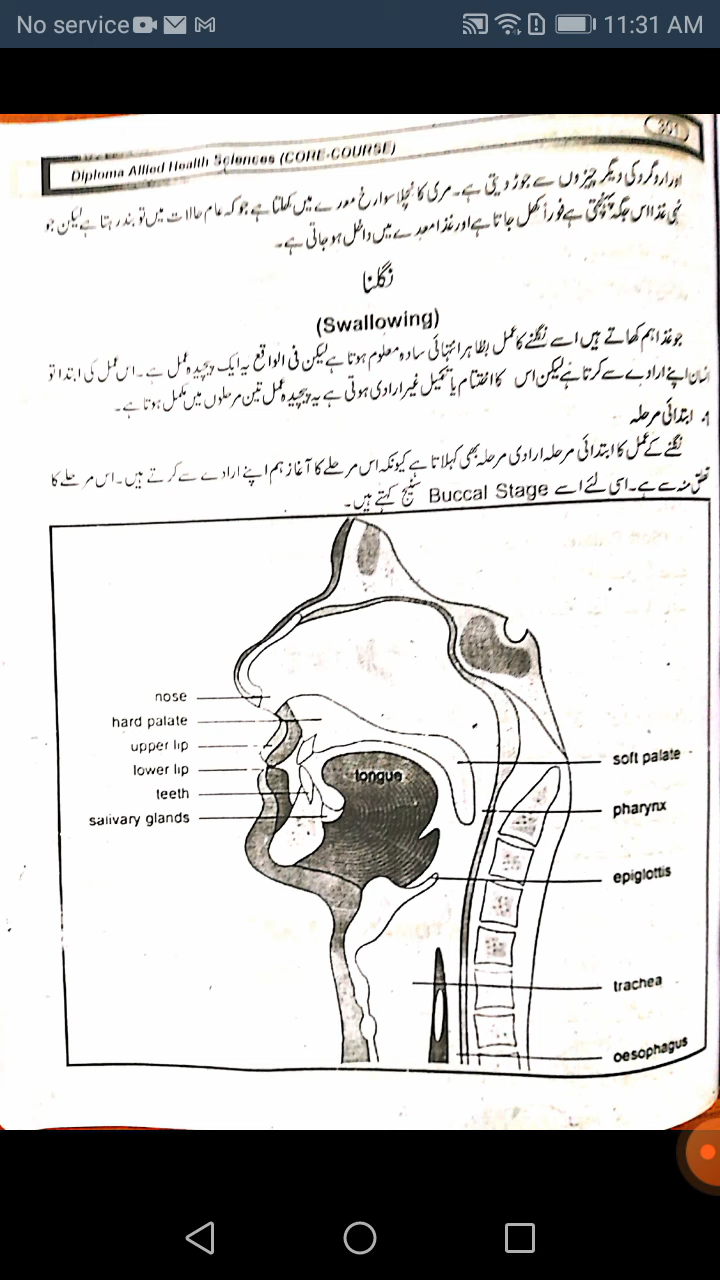 No service 11:31 AM
301
Diploma Allied Health Sciences (CORE-COURSE)
اور اردگرد کی دیگر چیزوں سے جوڑ دیتی ہے۔ مری کا نچلا سوراخ معدے میں کھلتا ہے جو کہ عام حالات میں تو بند رہتا ہے لیکن جو
نہی غذا اس جگہ پہنچتی ہے فوراً کھل جاتا ہے اور غذا معدے میں داخل ہو جاتی ہے۔
نگلنا
(Swallowing)
جو غذا ہم کھاتے ہیں اسے نگلنے کا عمل بظاہر انتہائی سادہ معلوم ہوتا ہے لیکن فی الواقع یہ ایک پیچیدہ عمل ہے۔ اس عمل کی ابتدا تو
انسان اپنے ارادے سے کرتا ہے لیکن اس کا اختتام یا تکمیل غیر ارادی ہوتی ہے یہ پیچیدہ عمل تین مرحلوں میں مکمل ہوتا ہے۔
۱۔ ابتدائی مرحلہ
نگلنے کے عمل کا ابتدائی مرحلہ ارادی مرحلہ بھی کہلاتا ہے کیونکہ اس مرحلے کا آغاز ہم اپنے ارادے سے کرتے ہیں۔ اس مرحلے کا
تعلق منہ سے ہے۔ اسی لئے اسے Buccal Stage سٹیج کہتے ہیں۔
nose
hard palate
upper lip
lower lip
teeth
salivary glands
tongue
soft palate
pharynx
epiglottis
trachea
oesophagus